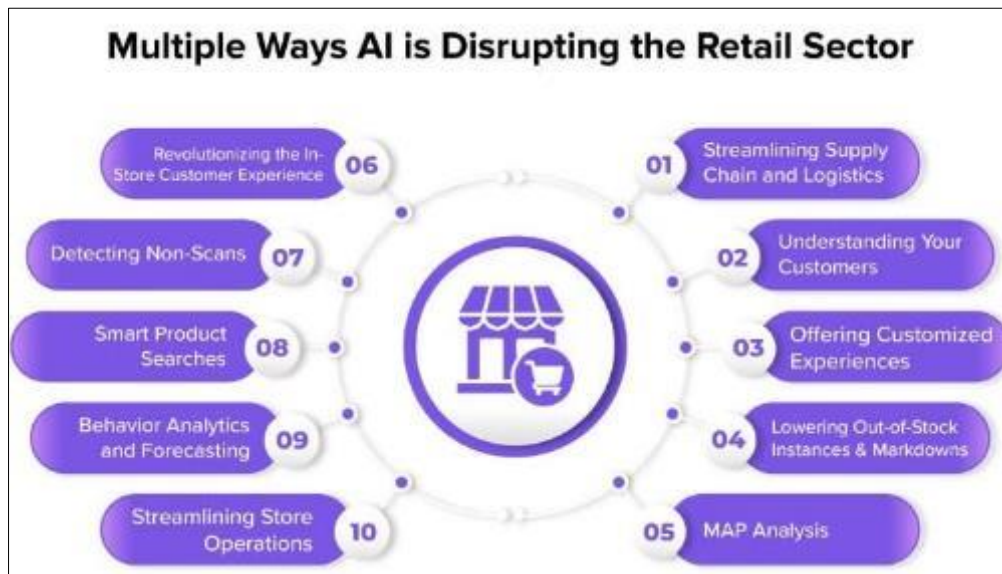 Multiple Ways AI is Disrupting the Retail Sector
01
Streamlining Supply
Chain and Logistics
02
Understanding Your
Customers
03
Offering Customized
Experiences
04
Lowering Out-of-Stock
Instances & Markdowns
05
MAP Analysis
06
Revolutionizing the In-
Store Customer Experience
07
Detecting Non-Scans
08
Smart Product
Searches
09
Behavior Analytics
and Forecasting
10
Streamlining Store
Operations